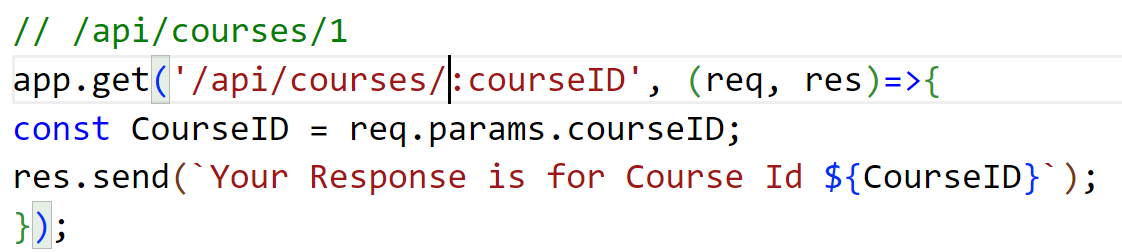 // /api/courses/1
app.get('/api/courses/:courseID', (req, res)=>{
const CourseID = req.params.courseID;
res.send(`Your Response is for Course Id ${CourseID}`);
});